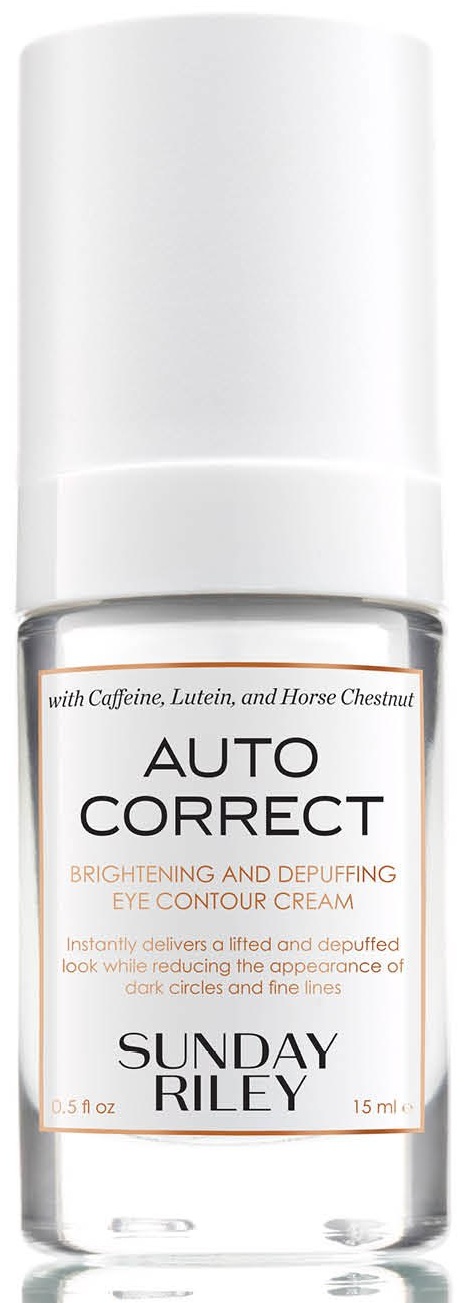 with Caffeine, Lutein, and Horse Chestnut
AUTO
CORRECT
BRIGHTENING AND DEPUFFING
EYE CONTOUR CREAM
Instantly delivers a lifted and depuffed
look while reducing the appearance of
dark circles and fine lines
SUNDAY
RILEY
0.5 fl oz 15 ml e